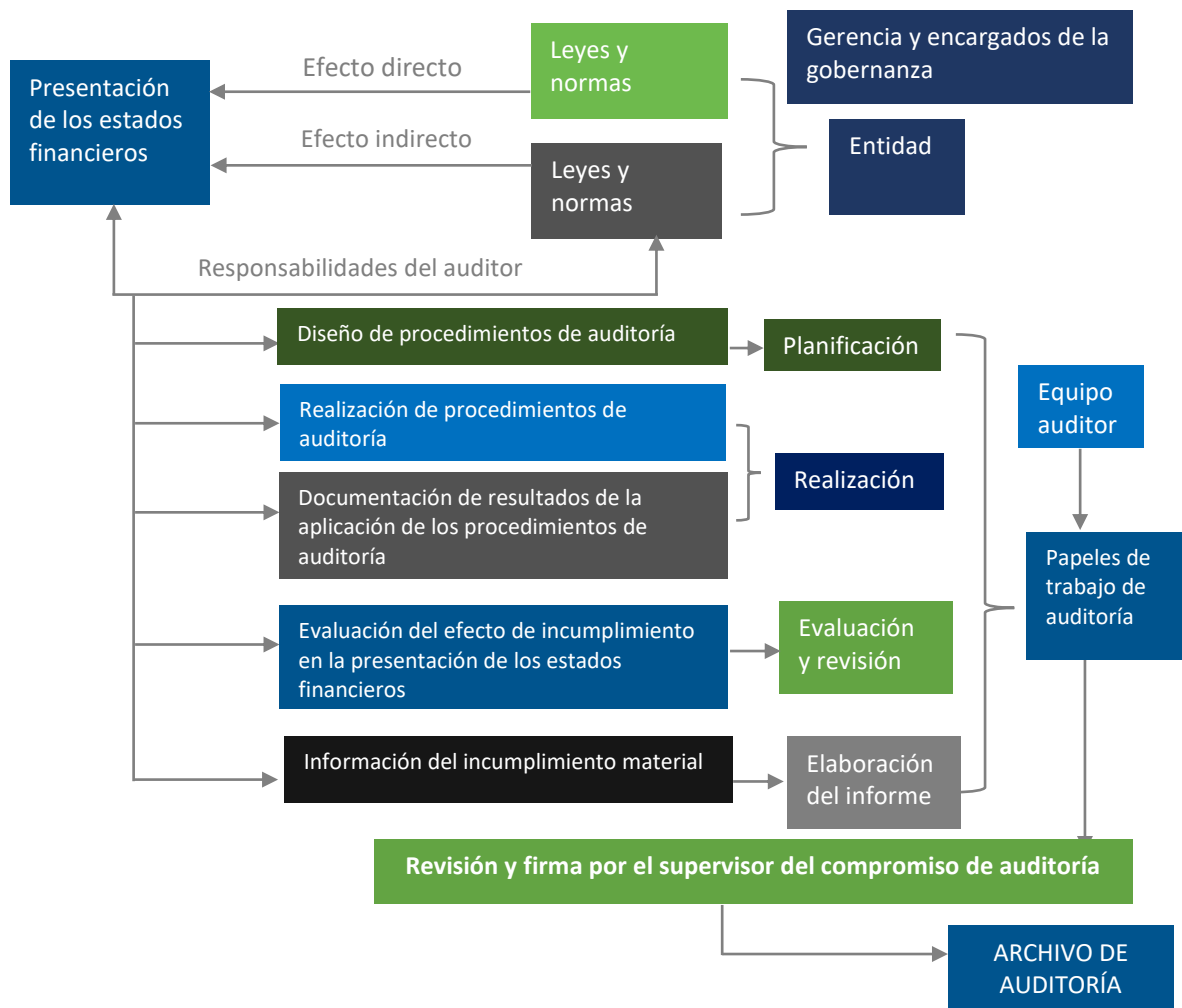 Presentación
de los estados
financieros
Efecto directo
Efecto indirecto
Leyes y
normas
Leyes y
normas
Gerencia y encargados de la
gobernanza
Entidad
Responsabilidades del auditor
Diseño de procedimientos de auditoría
Planificación
Realización de procedimientos de
auditoría
Documentación de resultados de la
aplicación de los procedimientos de
auditoría
Realización
Evaluación del efecto de incumplimiento
en la presentación de los estados
financieros
Evaluación
y revisión
Información del incumplimiento material
Elaboración
del informe
Equipo
auditor
Papeles de
trabajo de
auditoría
Revisión y firma por el supervisor del compromiso de auditoría
ARCHIVO DE
AUDITORÍA